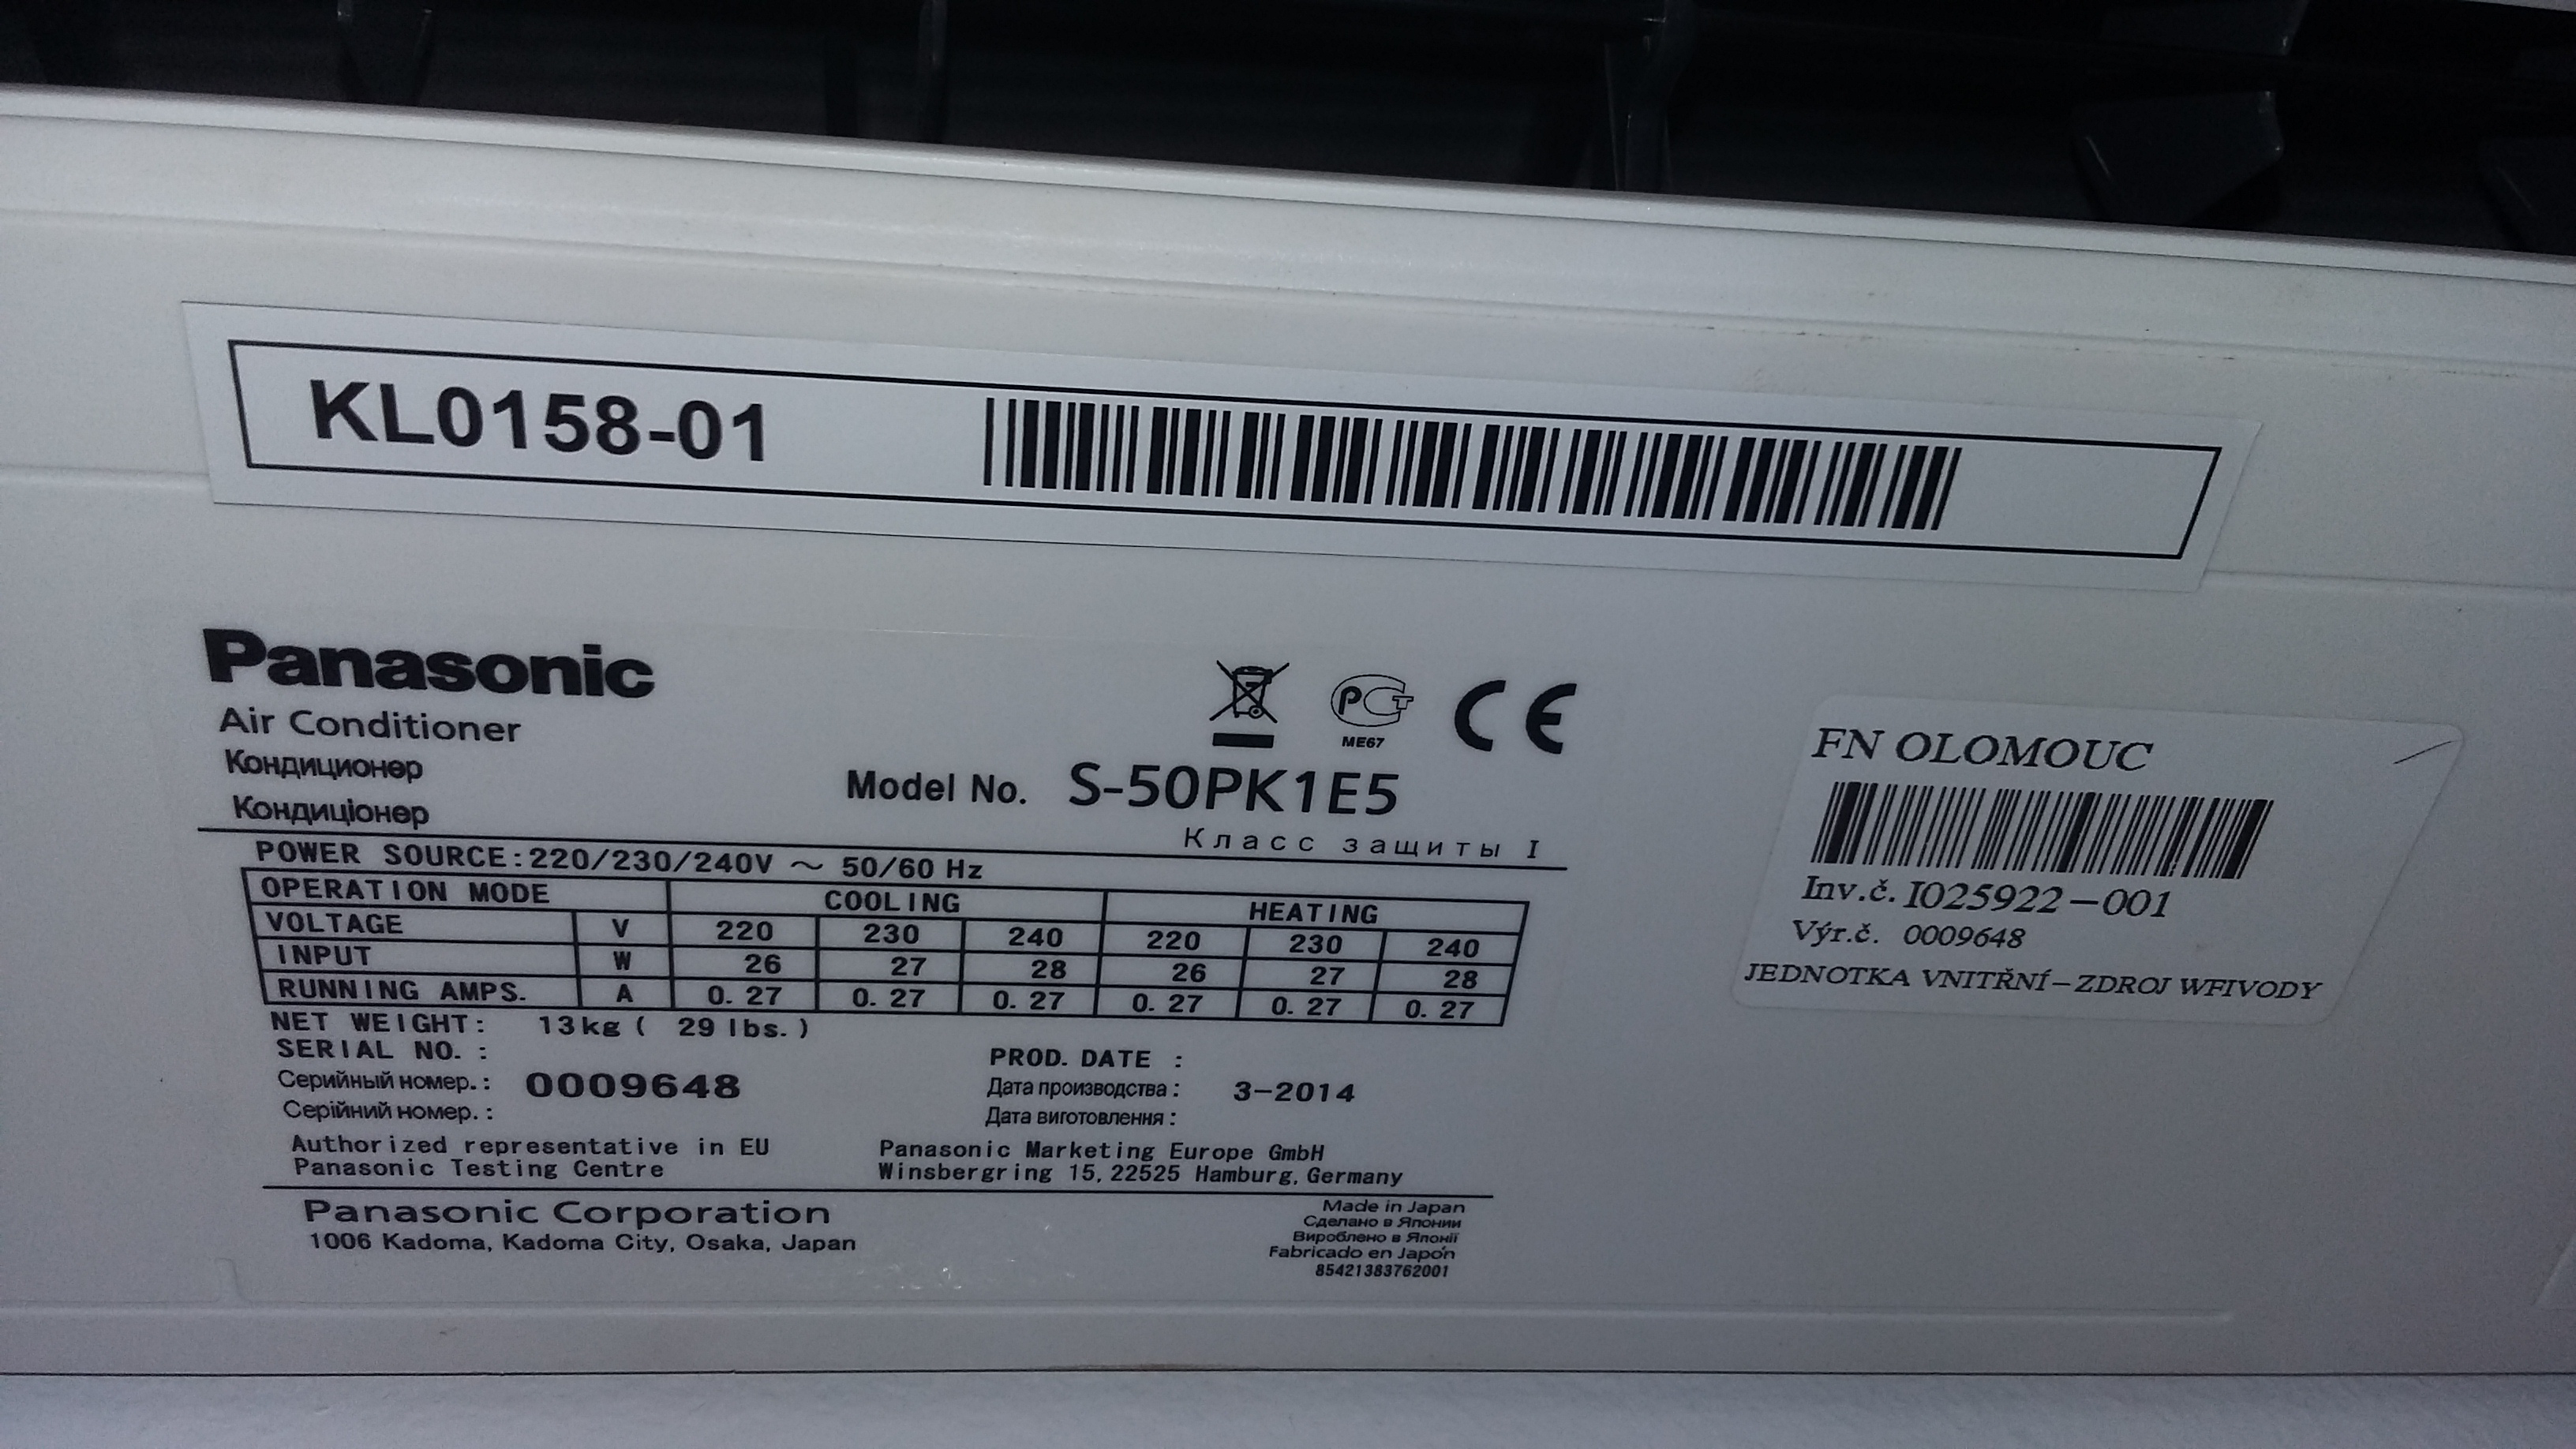 KL0158-01
Panasonic
Air Conditioner
Кондиционер
Кондиціонер
ME67
CE
Model No. S-50PK1E5
Класс защиты I
POWER SOURCE:220/230/240V ~ 50/60 Hz
OPERATION MODE COOLING HEATING
VOLTAGE V 220 230 240 220 230 240
INPUT W 26 27 28 26 27 28
RUNNING AMPS. A 0.27 0.27 0.27 0.27 0.27 0.27
NET WEIGHT: 13kg ( 29 lbs.)
SERIAL NO. :
Серийный номер. : 0009648
Серійний номер. :
PROD. DATE :
Дата производства : 3-2014
Дата виготовлення :
Authorized representative in EU
Panasonic Testing Centre
Panasonic Marketing Europe GmbH
Winsbergring 15,22525 Hamburg,Germany
Panasonic Corporation
1006 Kadoma, Kadoma City, Osaka, Japan
Made in Japan
Сделано в Японии
Вироблено в Японії
Fabricado en Japón
85421383762001
FN OLOMOUC
Inv.č. IO25922-001
Výr.č. 0009648
JEDNOTKA VNITŘNÍ-ZDROJ WFIVODY